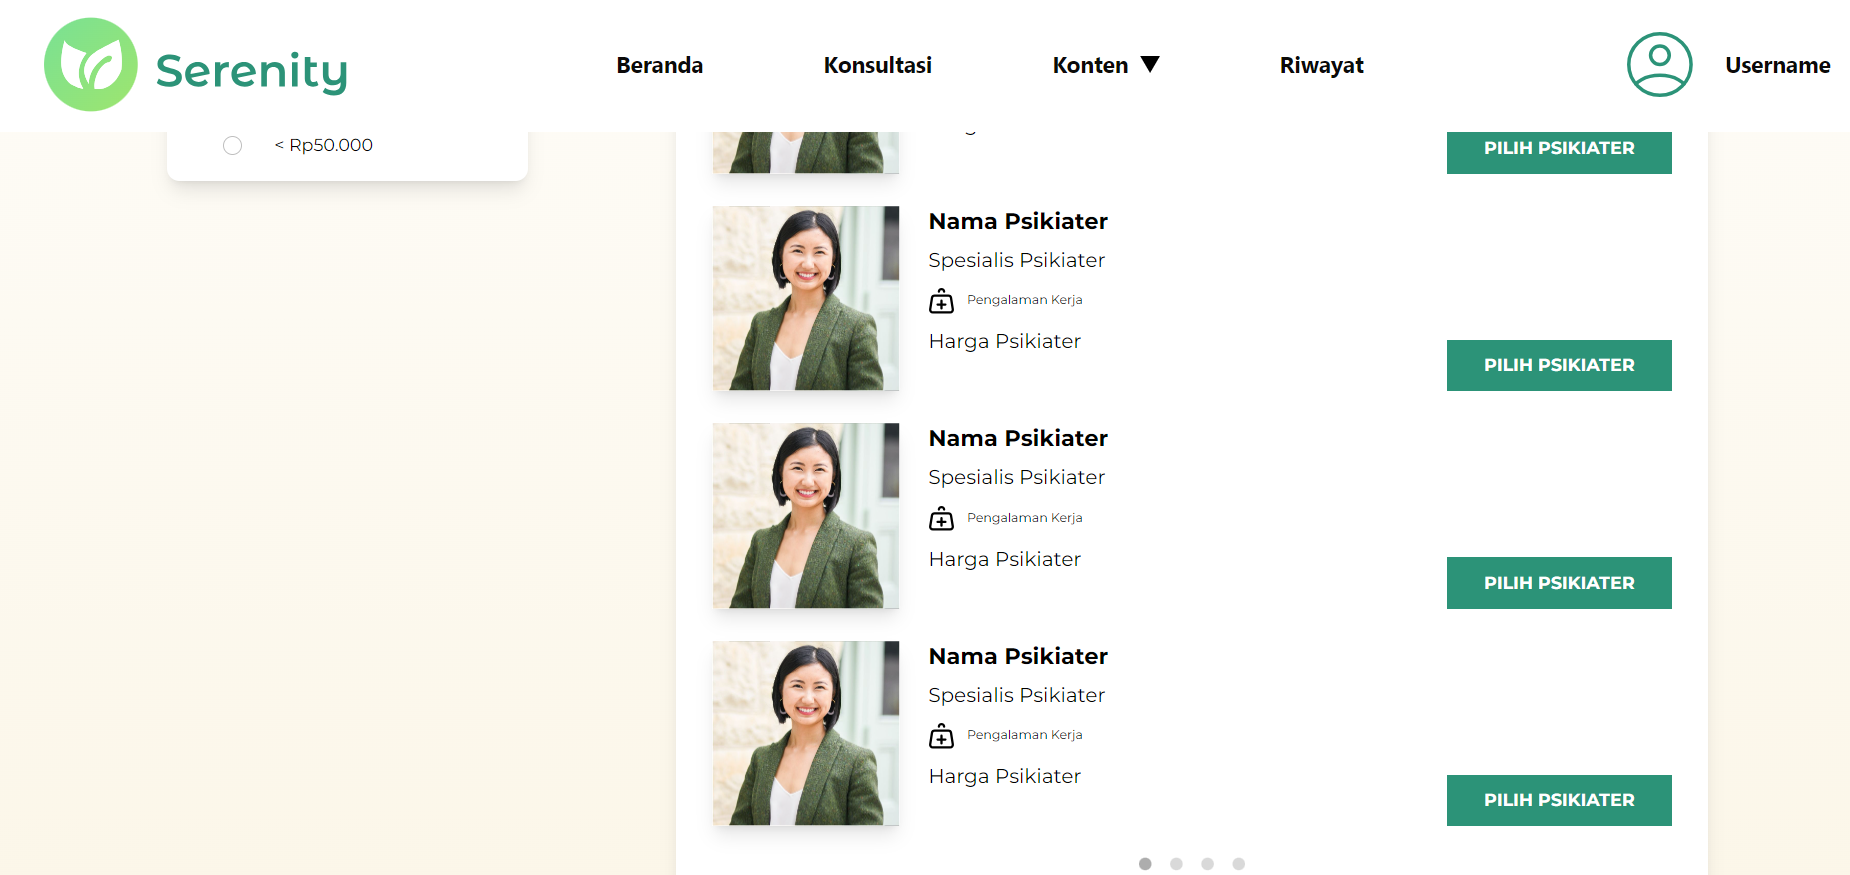 Serenity
Beranda
Konsultasi
Konten
Riwayat
Username
< Rp50.000
PILIH PSIKIATER
Nama Psikiater
Spesialis Psikiater
Pengalaman Kerja
Harga Psikiater
PILIH PSIKIATER
Nama Psikiater
Spesialis Psikiater
Pengalaman Kerja
Harga Psikiater
PILIH PSIKIATER
Nama Psikiater
Spesialis Psikiater
Pengalaman Kerja
Harga Psikiater
PILIH PSIKIATER